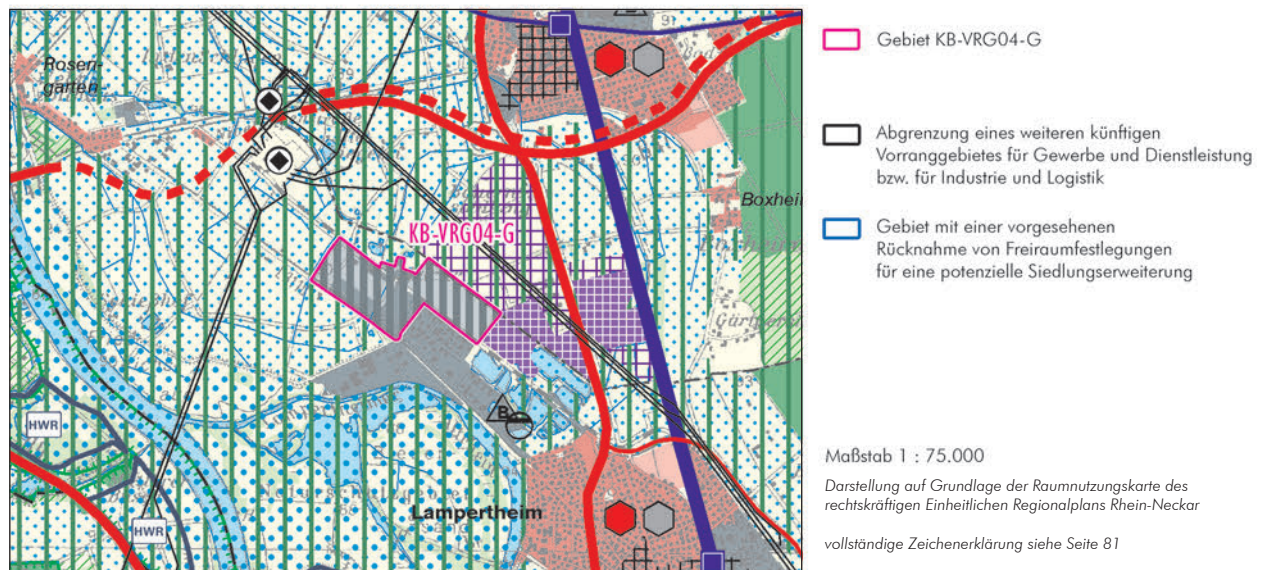 Rosen-
garten
91
KB-VRG04-G
Boxhei
HWR
HWR
B
Lampertheim
Gebiet KB-VRG04-G
Abgrenzung eines weiteren künftigen
Vorranggebietes für Gewerbe und Dienstleistung
bzw. für Industrie und Logistik
Gebiet mit einer vorgesehenen
Rücknahme von Freiraumfestlegungen
für eine potenzielle Siedlungserweiterung
Maßstab 1 : 75.000
Darstellung auf Grundlage der Raumnutzungskarte des
rechtskräftigen Einheitlichen Regionalplans Rhein-Neckar
vollständige Zeichenerklärung siehe Seite 81